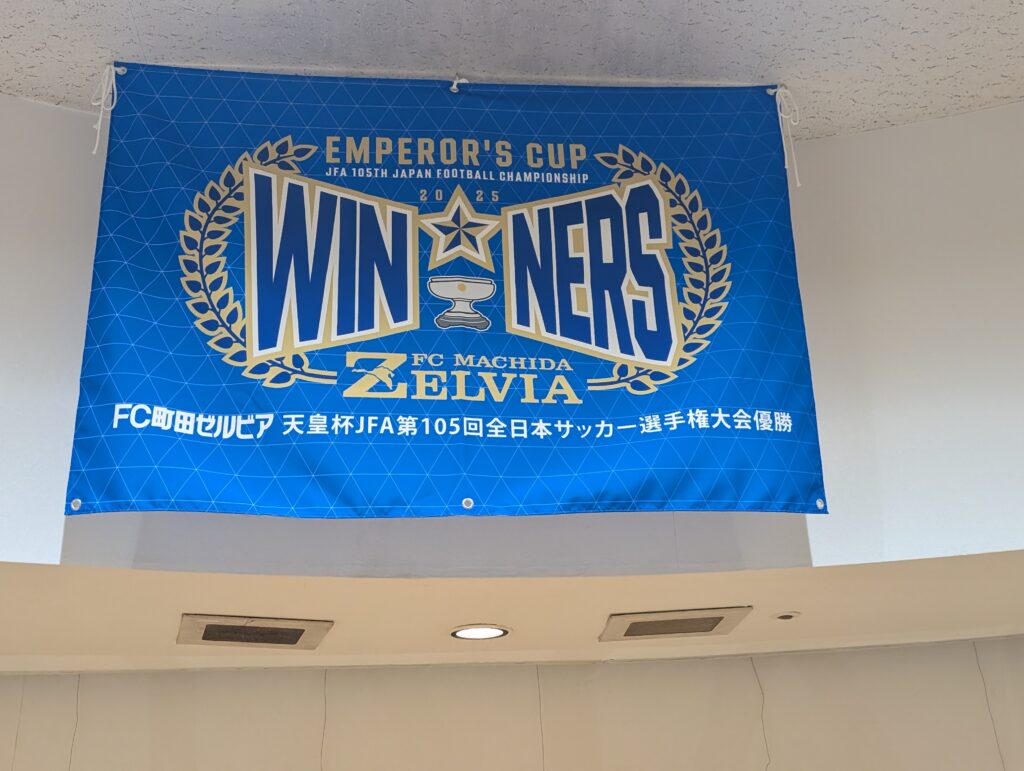 EMPEROR'S CUP
JFA 105TH JAPAN FOOTBALL CHAMPIONSHIP
2025
WINNERS
FC MACHIDA
ZELVIA
FC町田ゼルビア 天皇杯JFA第105回全日本サッカー選手権大会優勝